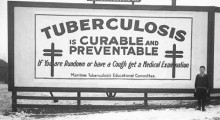 TUBERCULOSIS
IS CURABLE AND
PREVENTABLE
If You are Rundown or have a Cough get a Medical Examination
Maritime Tuberculosis Educational Committee.